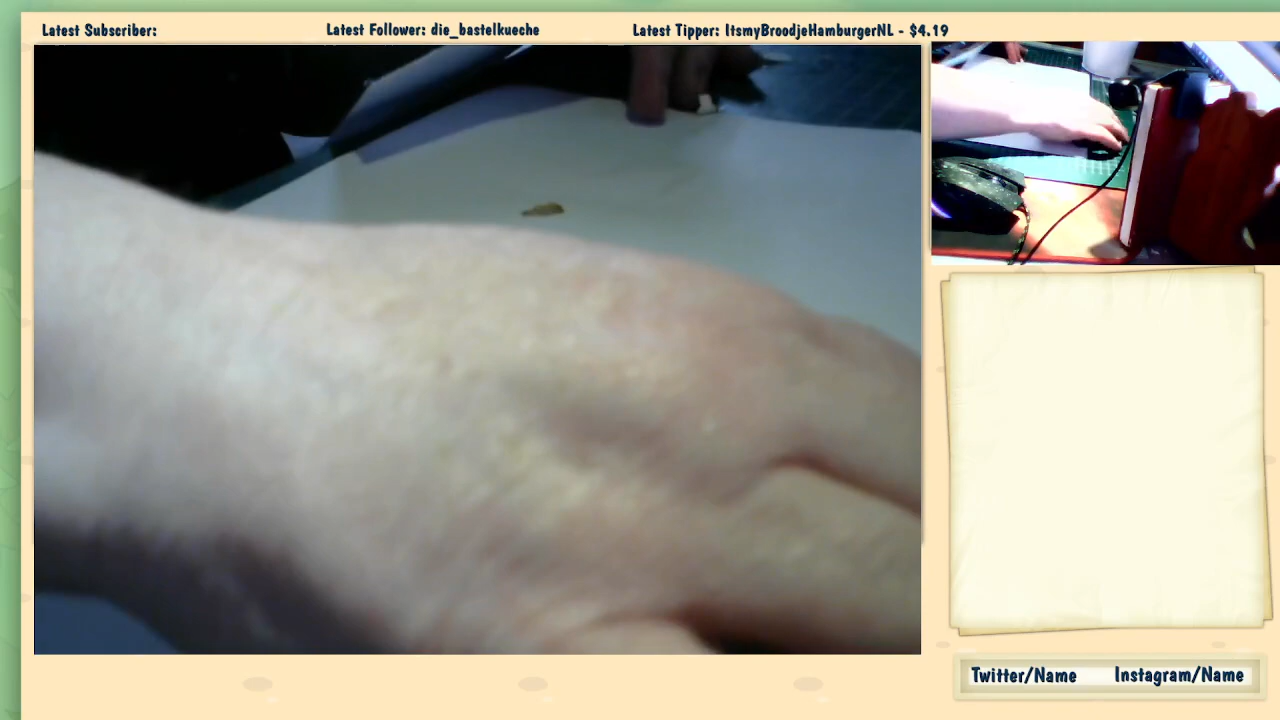 Latest Subscriber:
Latest Follower: die_bastelkueche
Latest Tipper: ItsmyBroodjeHamburgerNL - $4.19
Twitter/Name
Instagram/Name